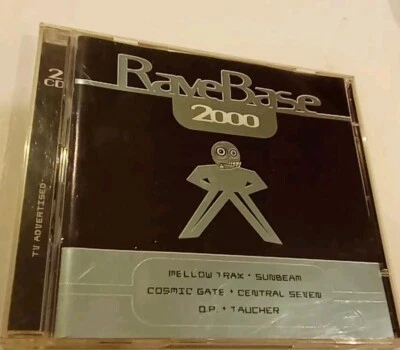 2
CD
TV ADVERTISED
RaveBase
2000
MELLOW TRAX + SUNBEAM
COSMIC GATE + CENTRAL SEVEN
D.P. + TAUCHER